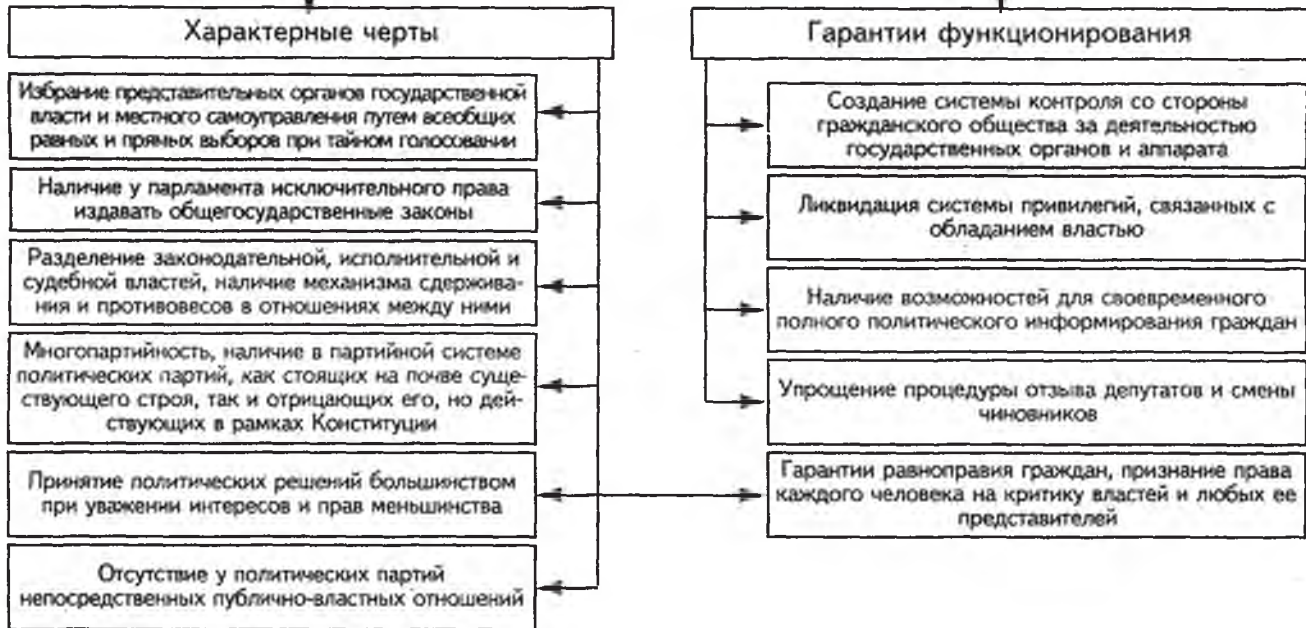 Характерные черты
Избрание представительных органов государственной
власти и местного самоуправления путем всеобщих
равных и прямых выборов при тайном голосовании
Наличие у парламента исключительного права
издавать общегосударственные законы
Разделение законодательной, исполнительной и
судебной властей, наличие механизма сдержива-
ния и противовесов в отношениях между ними
Многопартийность, наличие в партийной системе
политических партий, как стоящих на почве суще-
ствующего строя, так и отрицающих его, но дей-
ствующих в рамках Конституции
Принятие политических решений большинством
при уважении интересов и прав меньшинства
Отсутствие у политических партий
непосредственных публично-властных отношений
Гарантии функционирования
Создание системы контроля со стороны
гражданского общества за деятельностью
государственных органов и аппарата
Ликвидация системы привилегий, связанных с
обладанием властью
Наличие возможностей для своевременного
полного политического информирования граждан
Упрощение процедуры отзыва депутатов и смены
чиновников
Гарантии равноправия граждан, признание права
каждого человека на критику властей и любых ее
представителей